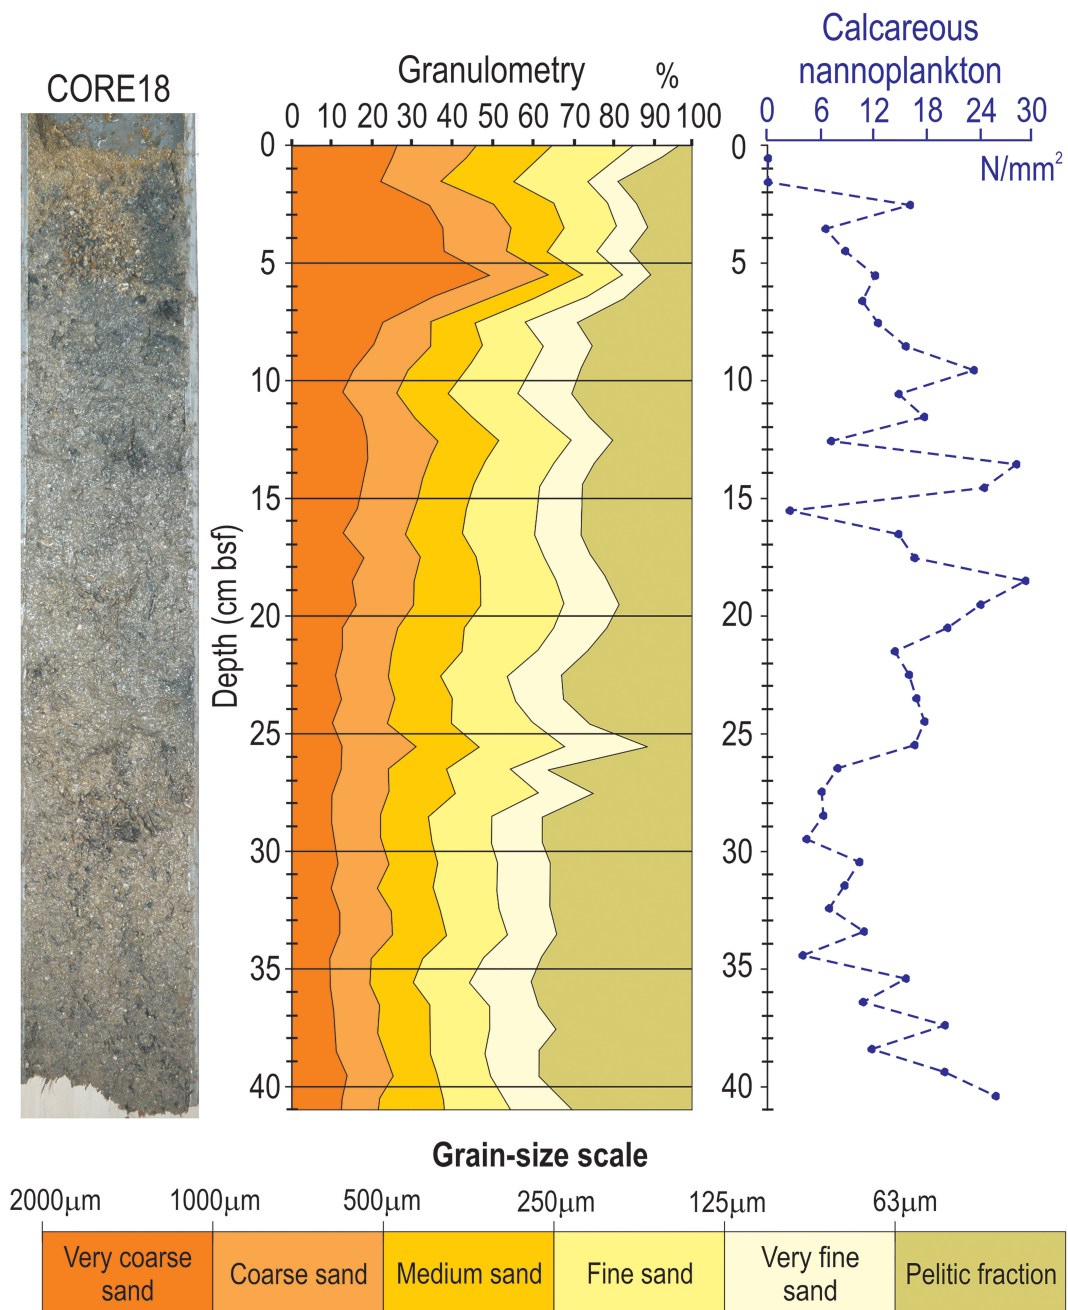 Calcareous
nannoplankton
CORE18
Granulometry %
0 10 20 30 40 50 60 70 80 90 100
0 6 12 18 24 30
N/mm²
Depth (cm bsf)
0
5
10
15
20
25
30
35
40
0
5
10
15
20
25
30
35
40
Grain-size scale
2000µm 1000µm 500µm 250µm 125µm 63µm
Very coarse
sand
Coarse sand
Medium sand
Fine sand
Very fine
sand
Pelitic fraction